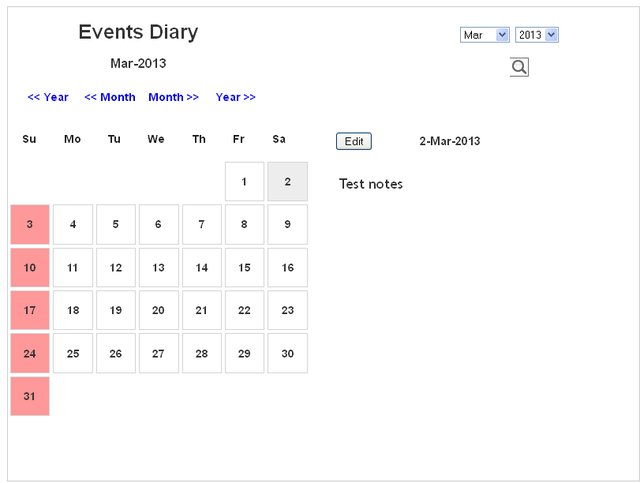 Events Diary
Mar 2013
Mar-2013
<< Year << Month Month >> Year >>
Su Mo Tu We Th Fr Sa
Edit 2-Mar-2013
1 2
Test notes
3 4 5 6 7 8 9
10 11 12 13 14 15 16
17 18 19 20 21 22 23
24 25 26 27 28 29 30
31